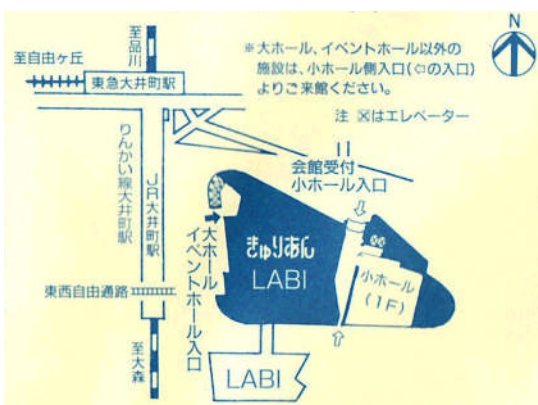 至品川
N
至自由ヶ丘
東急大井町駅
※大ホール、イベントホール以外の
施設は、小ホール側入口(⇦の入口)
よりご来館ください。
注 ☒はエレベーター
りんかい線大井町駅
JR大井町駅
会館受付
小ホール入口
大ホール
イベントホール入口
きゅりあん
LABI
小ホール
(1F)
東西自由通路
至大森
LABI